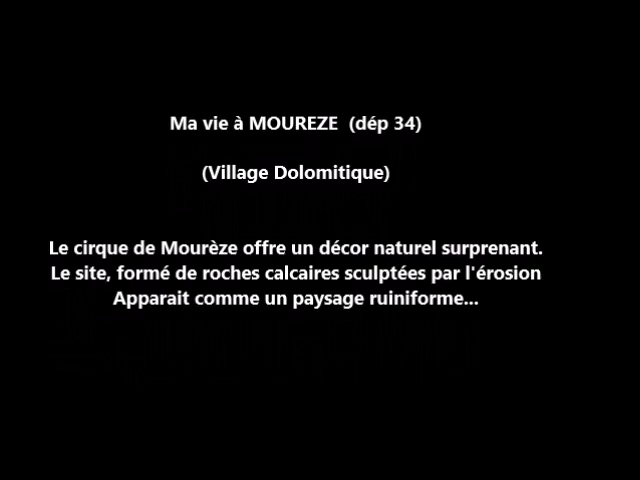 Ma vie à MOUREZE (dép 34)
(Village Dolomitique)
Le cirque de Mourèze offre un décor naturel surprenant.
Le site, formé de roches calcaires sculptées par l'érosion
Apparait comme un paysage ruiniforme...